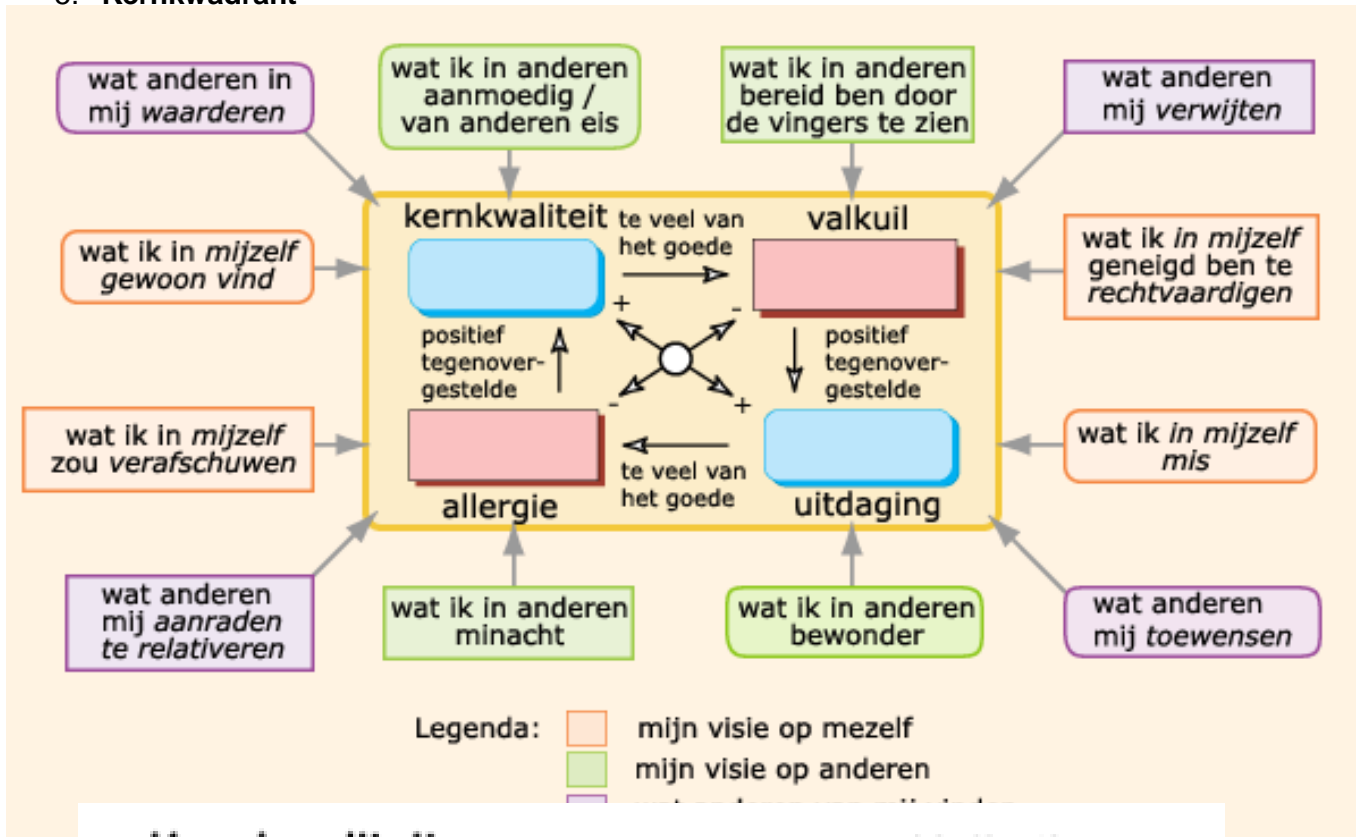 Kernkwadrant
wat anderen in
mij waarderen
wat ik in anderen
aanmoedig /
van anderen eis
wat ik in anderen
bereid ben door
de vingers te zien
wat anderen
mij verwijten
wat ik in mijzelf
gewoon vind
kernkwaliteit
te veel van
het goede
valkuil
wat ik in mijzelf
geneigd ben te
rechtvaardigen
+
-
positief
tegenover-
gestelde
positief
tegenover-
gestelde
-
+
wat ik in mijzelf
zou verafschuwen
allergie
te veel van
het goede
uitdaging
wat ik in mijzelf
mis
wat anderen
mij aanraden
te relativeren
wat ik in anderen
minacht
wat ik in anderen
bewonder
wat anderen
mij toewensen
Legenda:
mijn visie op mezelf
mijn visie op anderen